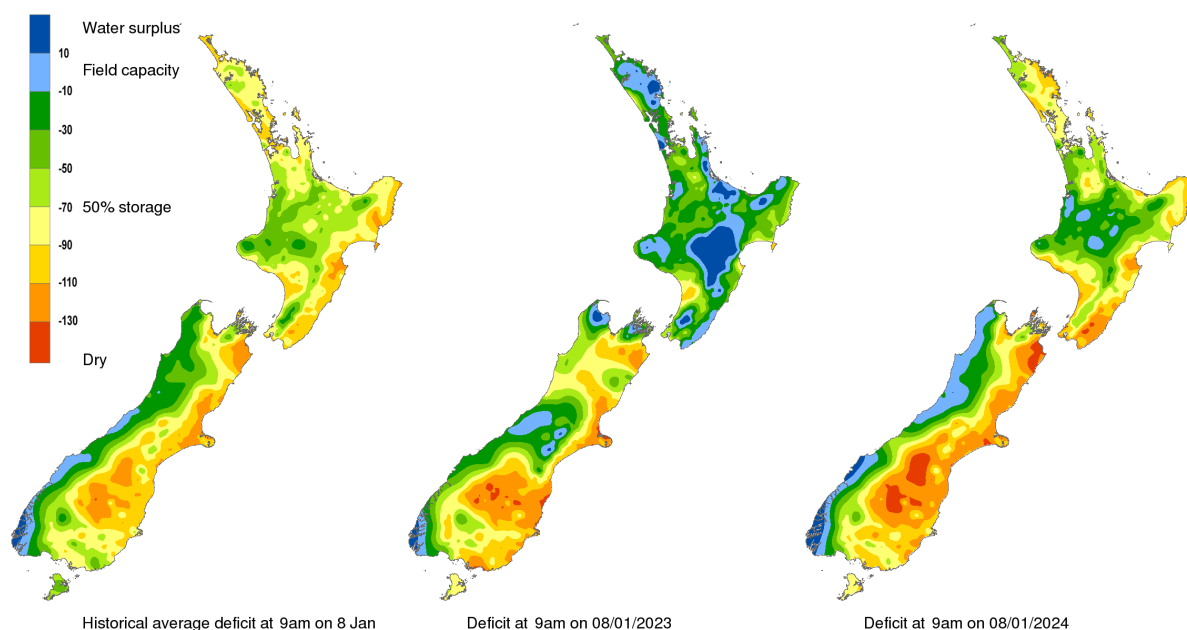 Water surplus
10
Field capacity
-10
-30
-50
-70
50% storage
-90
-110
-130
Dry
Historical average deficit at 9am on 8 Jan
Deficit at 9am on 08/01/2023
Deficit at 9am on 08/01/2024